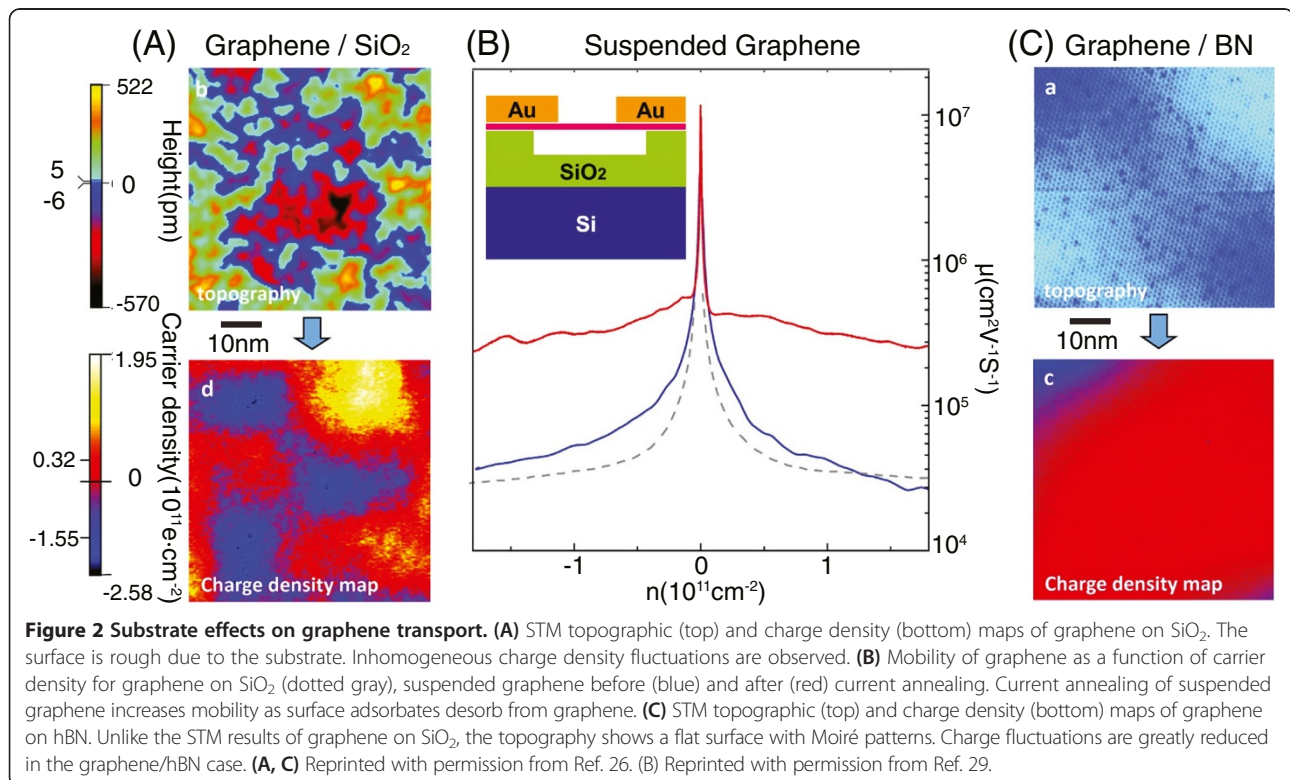 (A) Graphene / SiO₂
522
5
0
-6
-570
Height(pm)
b
topography
10nm
1.95
0.32
0
-1.55
-2.58
Carrier density(10¹¹e·cm⁻²)
d
Charge density map
(B) Suspended Graphene
Au
Au
SiO₂
Si
10⁷
10⁶
10⁵
10⁴
μ(cm²V⁻¹S⁻¹)
-1
0
1
n(10¹¹cm⁻²)
(C) Graphene / BN
a
topography
10nm
c
Charge density map
Figure 2 Substrate effects on graphene transport. (A) STM topographic (top) and charge density (bottom) maps of graphene on SiO₂. The
surface is rough due to the substrate. Inhomogeneous charge density fluctuations are observed. (B) Mobility of graphene as a function of carrier
density for graphene on SiO₂ (dotted gray), suspended graphene before (blue) and after (red) current annealing. Current annealing of suspended
graphene increases mobility as surface adsorbates desorb from graphene. (C) STM topographic (top) and charge density (bottom) maps of graphene
on hBN. Unlike the STM results of graphene on SiO₂, the topography shows a flat surface with Moiré patterns. Charge fluctuations are greatly reduced
in the graphene/hBN case. (A, C) Reprinted with permission from Ref. 26. (B) Reprinted with permission from Ref. 29.